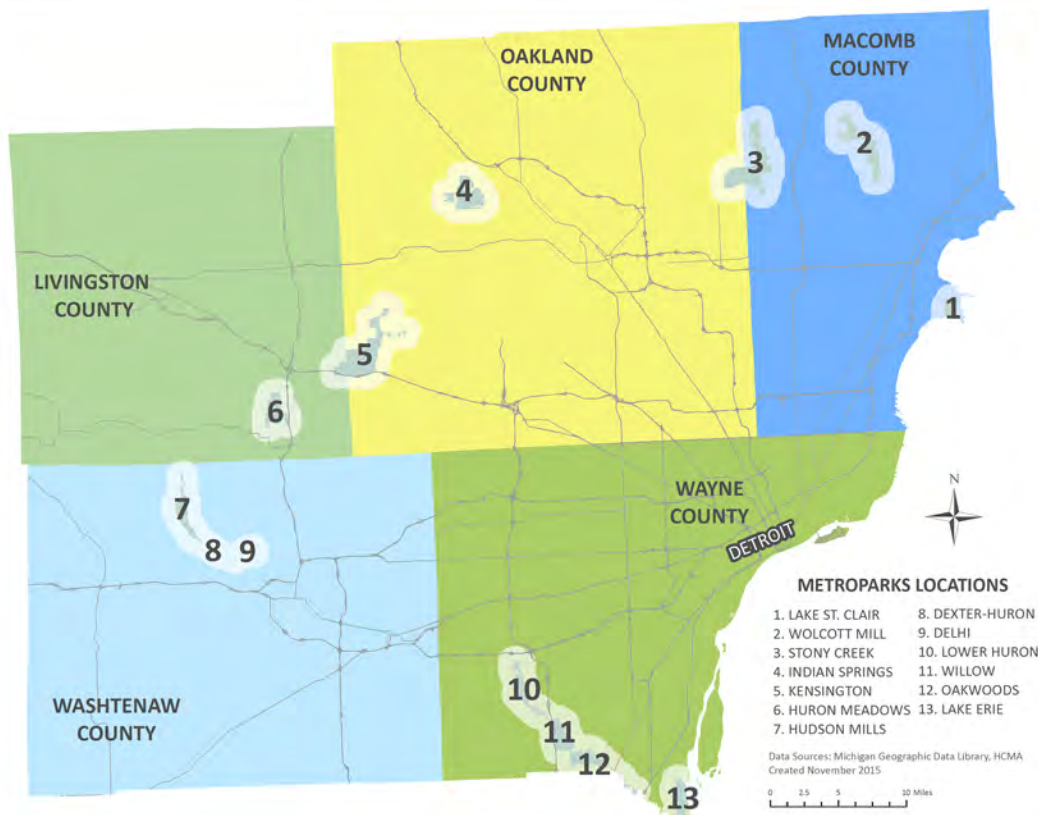 OAKLAND
COUNTY
MACOMB
COUNTY
2
3
4
LIVINGSTON
COUNTY
1
5
6
N
WAYNE
COUNTY
7
DETROIT
8
9
METROPARKS LOCATIONS
1. LAKE ST. CLAIR
2. WOLCOTT MILL
3. STONY CREEK
4. INDIAN SPRINGS
5. KENSINGTON
6. HURON MEADOWS
7. HUDSON MILLS
8. DEXTER-HURON
9. DELHI
10. LOWER HURON
11. WILLOW
12. OAKWOODS
13. LAKE ERIE
10
WASHTENAW
COUNTY
11
12
13
Data Sources: Michigan Geographic Data Library, HCMA
Created November 2015
0 2.5 5 10 Miles